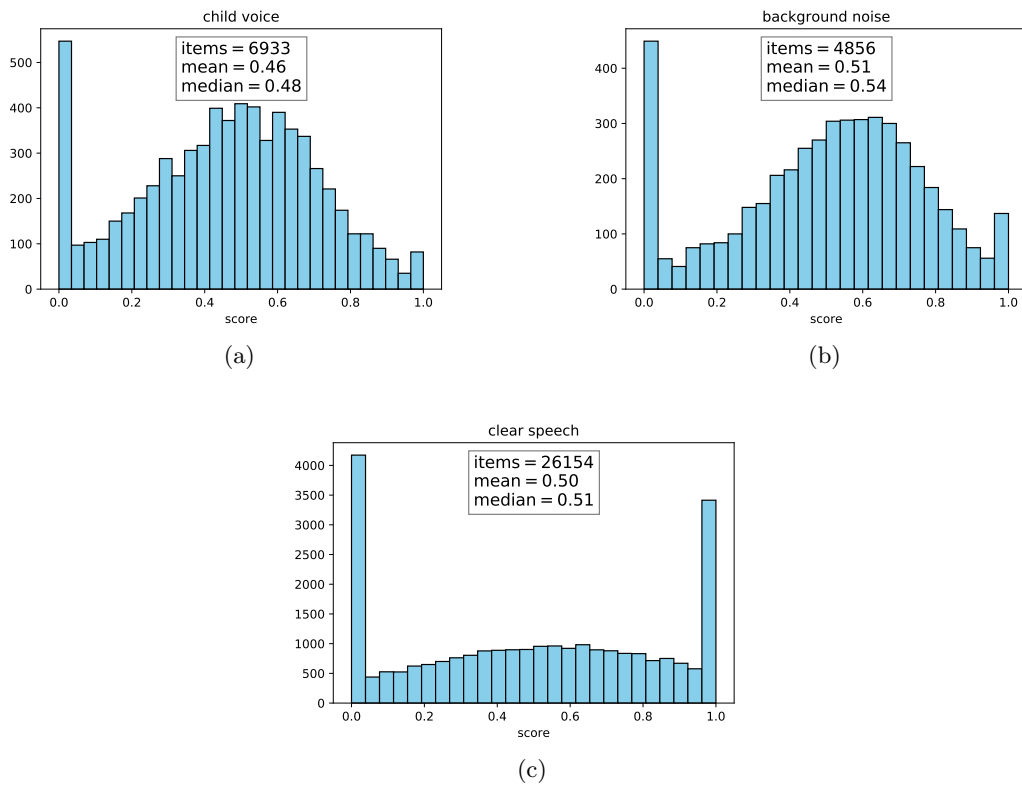 child voice
items = 6933
mean = 0.46
median = 0.48
500
400
300
200
100
0
0.0 0.2 0.4 0.6 0.8 1.0
score
(a)
background noise
items = 4856
mean = 0.51
median = 0.54
400
300
200
100
0
0.0 0.2 0.4 0.6 0.8 1.0
score
(b)
clear speech
items = 26154
mean = 0.50
median = 0.51
4000
3500
3000
2500
2000
1500
1000
500
0
0.0 0.2 0.4 0.6 0.8 1.0
score
(c)